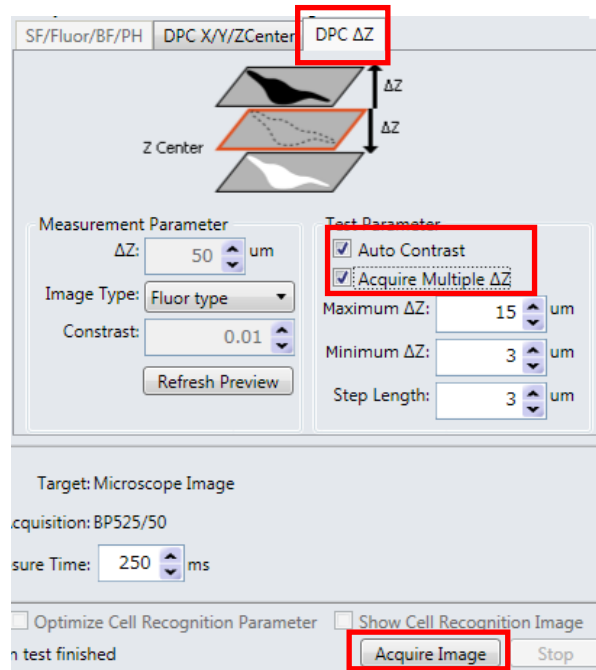 SF/Fluor/BF/PH DPC X/Y/ZCenter DPC ΔZ
ΔZ
ΔZ
Z Center
Measurement Parameter
ΔZ: 50 um
Image Type: Fluor type
Constrast: 0.01
Refresh Preview
Test Parameter
Auto Contrast
Acquire Multiple ΔZ
Maximum ΔZ: 15 um
Minimum ΔZ: 3 um
Step Length: 3 um
Target: Microscope Image
cquisition: BP525/50
sure Time: 250 ms
Optimize Cell Recognition Parameter Show Cell Recognition Image
n test finished Acquire Image Stop